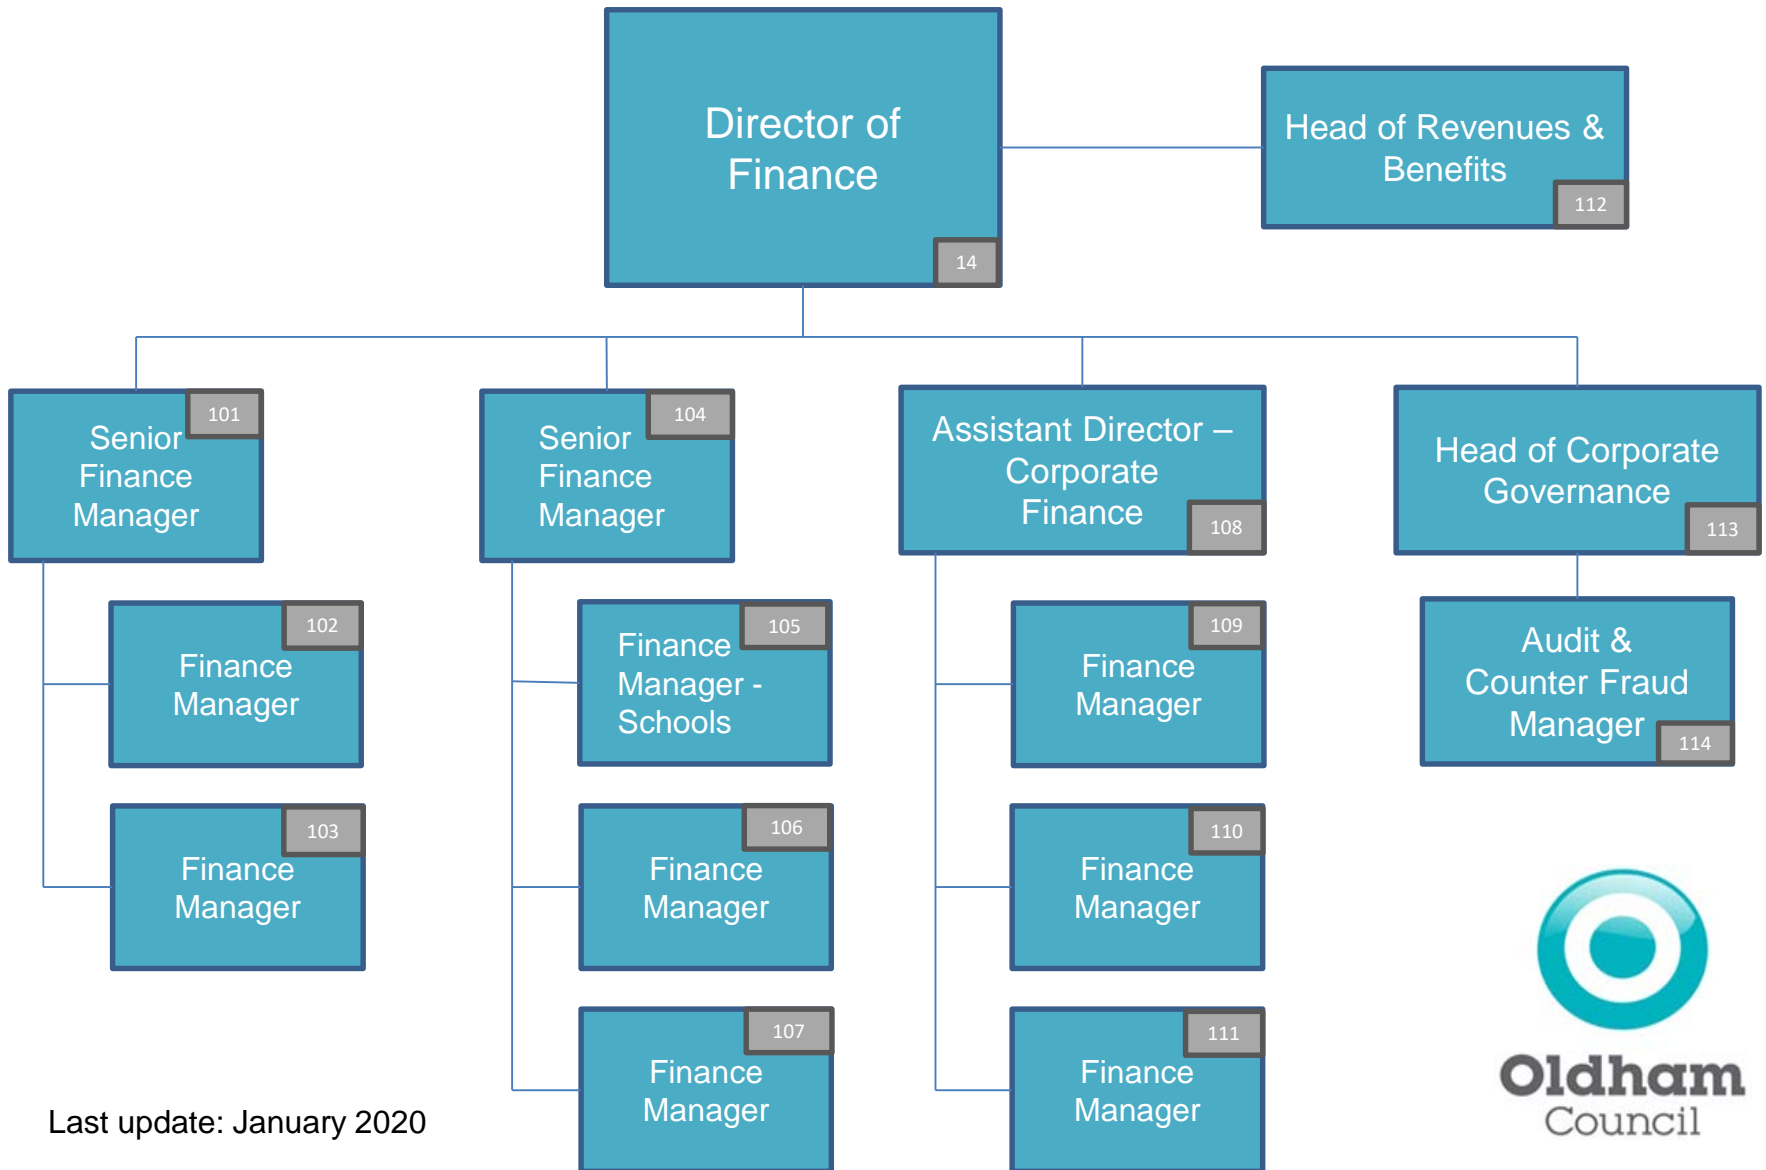 Director of
Finance
14
Head of Revenues &
Benefits
112
101
Senior
Finance
Manager
104
Senior
Finance
Manager
Assistant Director –
Corporate
Finance
108
Head of Corporate
Governance
113
102
Finance
Manager
105
Finance
Manager -
Schools
109
Finance
Manager
Audit &
Counter Fraud
Manager
114
103
Finance
Manager
106
Finance
Manager
110
Finance
Manager
107
Finance
Manager
111
Finance
Manager
Last update: January 2020
Oldham
Council